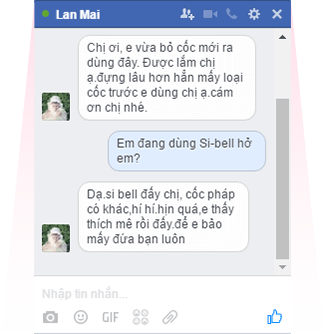 Lan Mai
Chị ơi, e vừa bỏ cốc mới ra
dùng đây. Được lắm chị
ạ.đựng lâu hơn hẳn mấy loại
cốc trước e dùng chị ạ.cám
ơn chị nhé.
Em đang dùng Si-bell hở
em?
Dạ.si bell đấy chị, cốc pháp
có khác,hí hí.hịn quá,e thấy
thích mê rồi đấy.để e bảo
mấy đứa bạn luôn
Nhập tin nhắn...
GIF